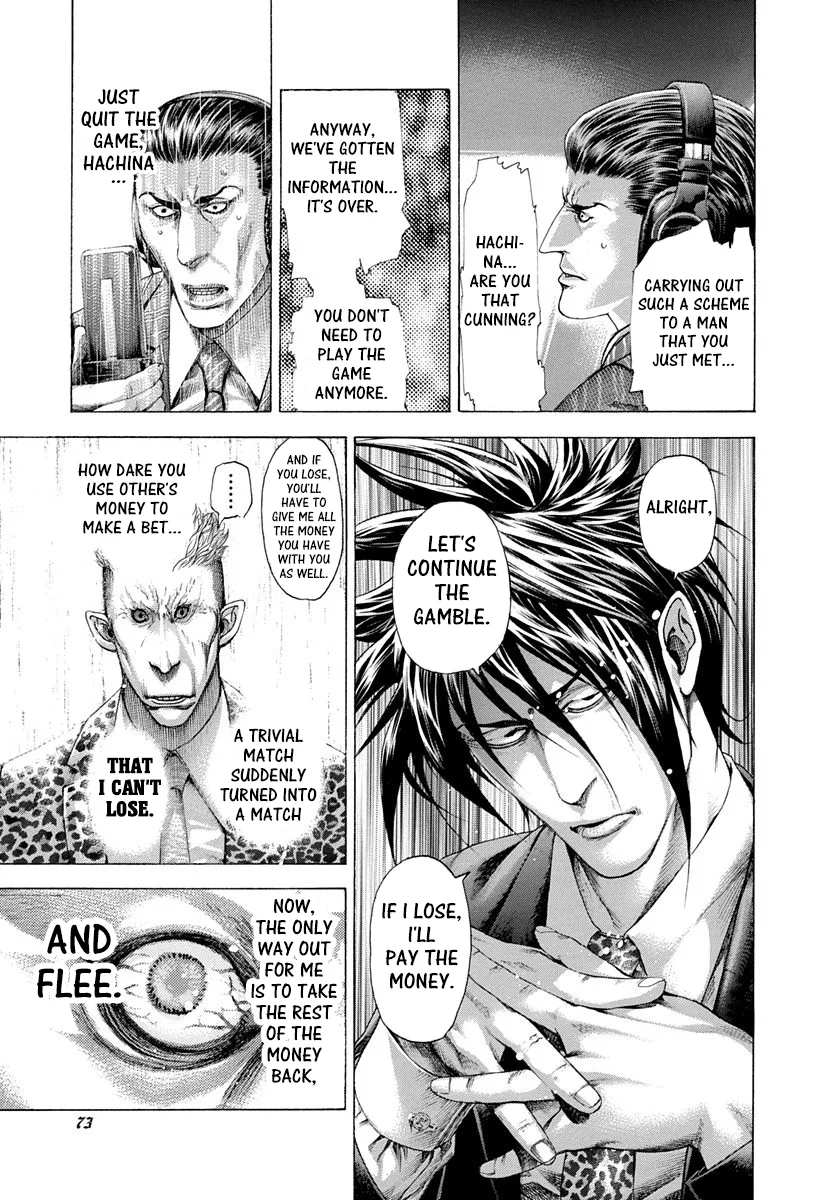 CARRYING OUT
SUCH A SCHEME
TO A MAN
THAT YOU
JUST MET...
HACHI-
NA...
ARE YOU
THAT
CUNNING?
ANYWAY,
WE'VE GOTTEN
THE
INFORMATION...
IT'S OVER.
YOU DON'T
NEED TO
PLAY THE
GAME
ANYMORE.
JUST
QUIT THE
GAME,
HACHINA
...
ALRIGHT,
LET'S
CONTINUE
THE
GAMBLE.
IF I LOSE,
I'LL
PAY THE
MONEY.
AND IF
YOU LOSE,
YOU'LL
HAVE TO
GIVE ME ALL
THE MONEY
YOU HAVE
WITH YOU
AS WELL.
......
HOW DARE YOU
USE OTHER'S
MONEY TO
MAKE A BET...
A TRIVIAL
MATCH
SUDDENLY
TURNED INTO
A MATCH
THAT
I CAN'T
LOSE.
NOW,
THE ONLY
WAY OUT
FOR ME
IS TO TAKE
THE REST
OF THE
MONEY
BACK,
AND
FLEE.
73